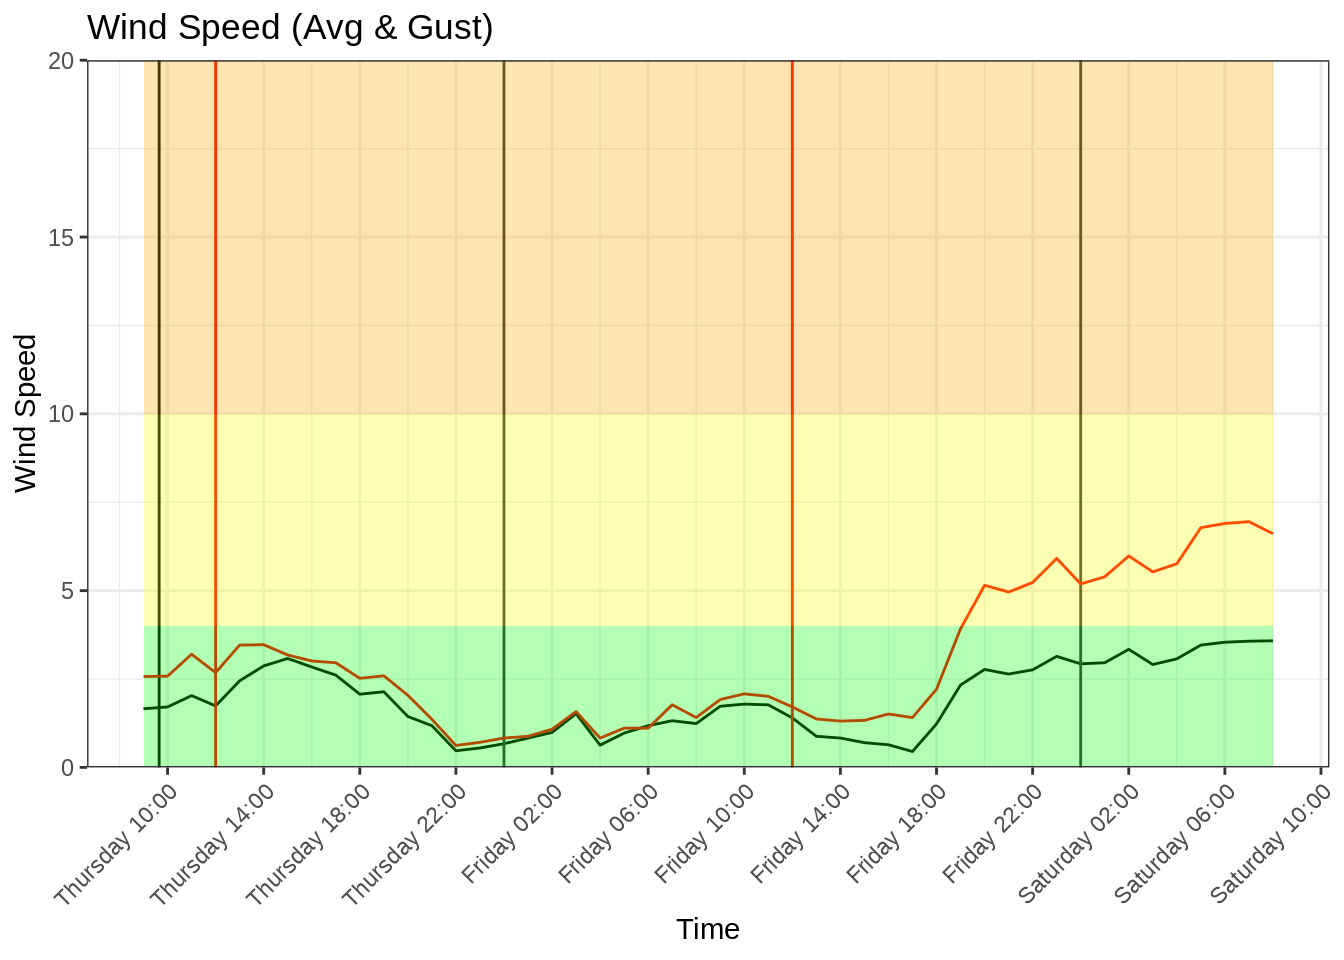 Wind Speed (Avg & Gust)
20
15
10
5
0
Wind Speed
Thursday 10:00
Thursday 14:00
Thursday 18:00
Thursday 22:00
Friday 02:00
Friday 06:00
Friday 10:00
Friday 14:00
Friday 18:00
Friday 22:00
Saturday 02:00
Saturday 06:00
Saturday 10:00
Time